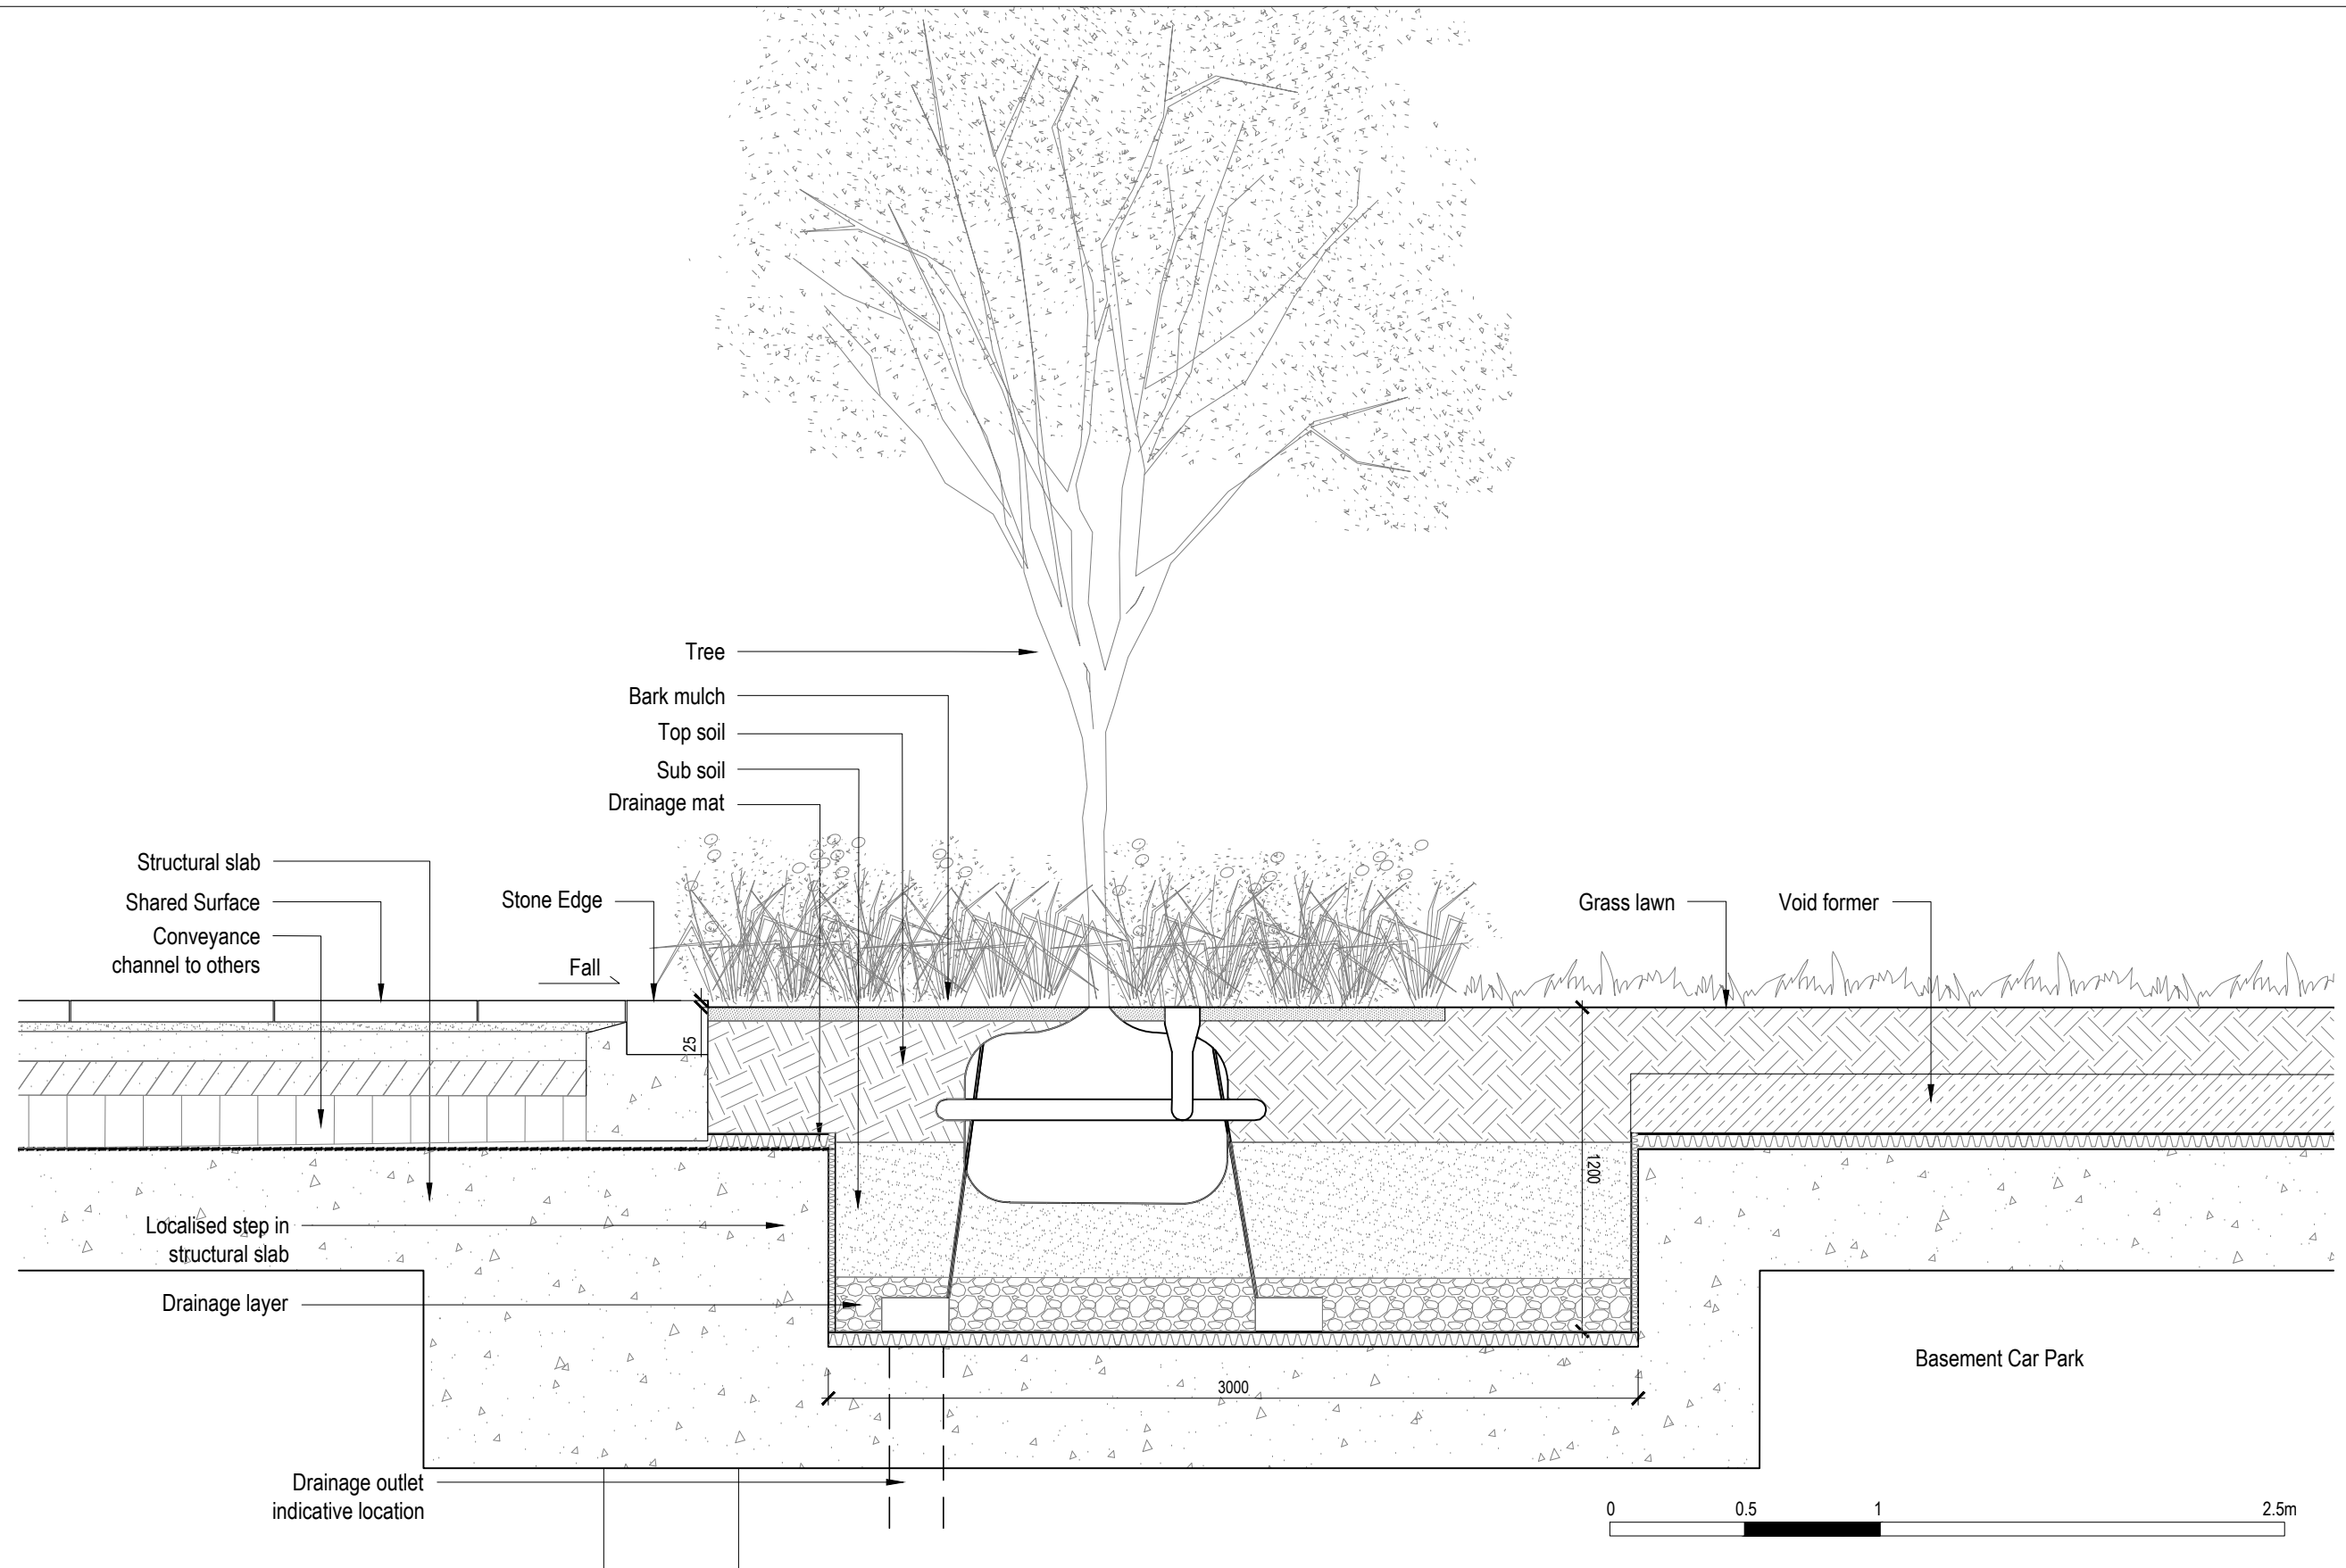 Tree
Bark mulch
Top soil
Sub soil
Drainage mat
Structural slab
Shared Surface
Conveyance
channel to others
Stone Edge
Fall
Grass lawn
Void former
25
1200
Localised step in
structural slab
Drainage layer
Basement Car Park
3000
Drainage outlet
indicative location
0 0.5 1 2.5m